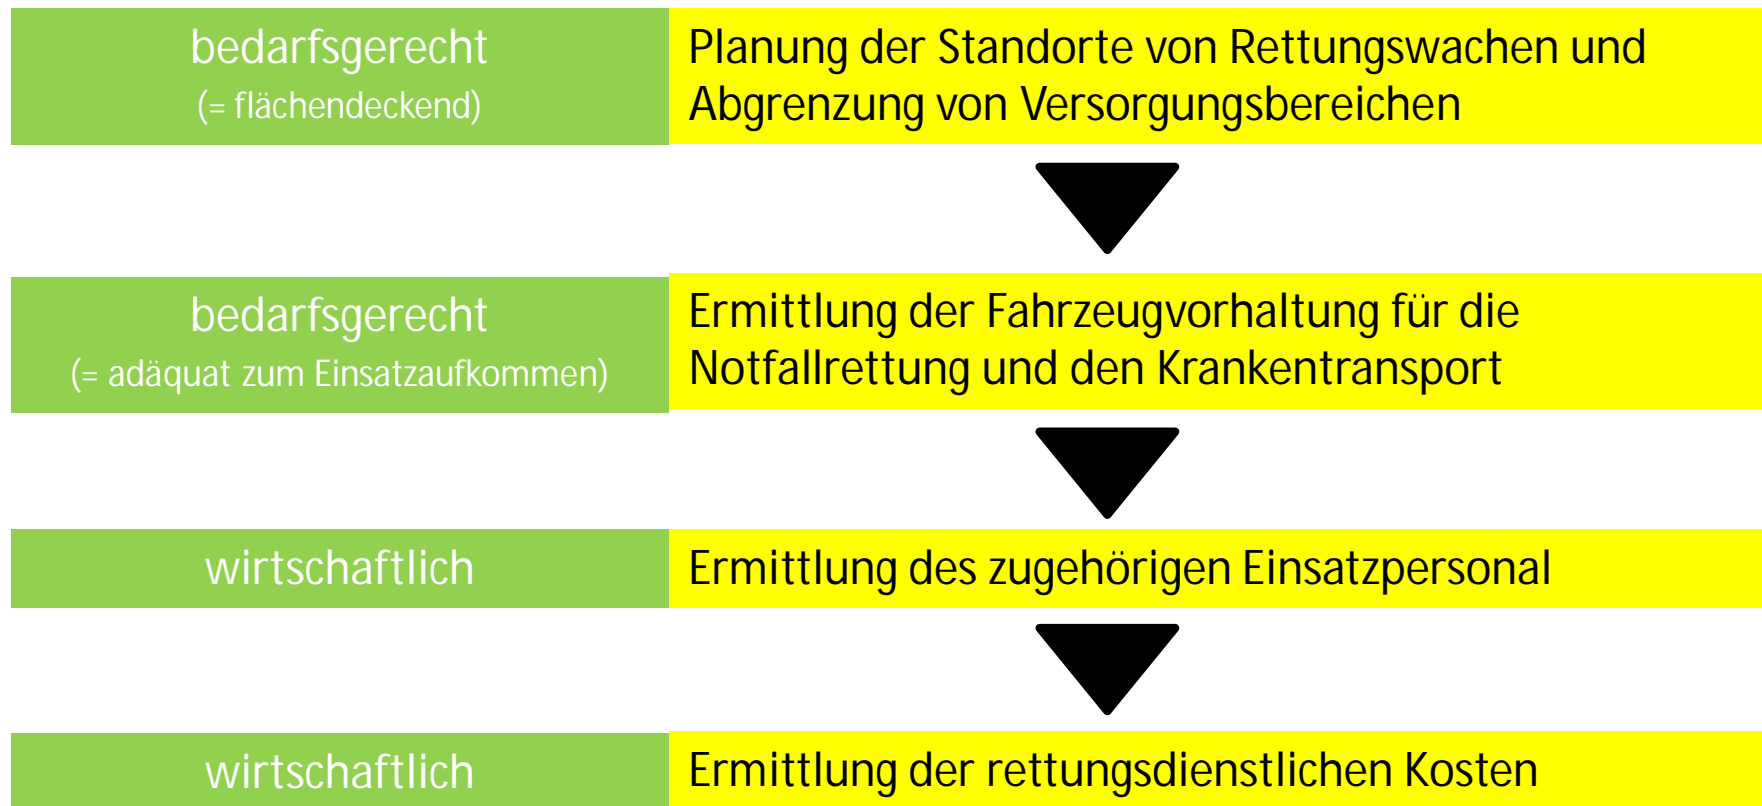 bedarfsgerecht
(= flächendeckend)
Planung der Standorte von Rettungswachen und
Abgrenzung von Versorgungsbereichen
bedarfsgerecht
(= adäquat zum Einsatzaufkommen)
Ermittlung der Fahrzeugvorhaltung für die
Notfallrettung und den Krankentransport
wirtschaftlich
Ermittlung des zugehörigen Einsatzpersonal
wirtschaftlich
Ermittlung der rettungsdienstlichen Kosten